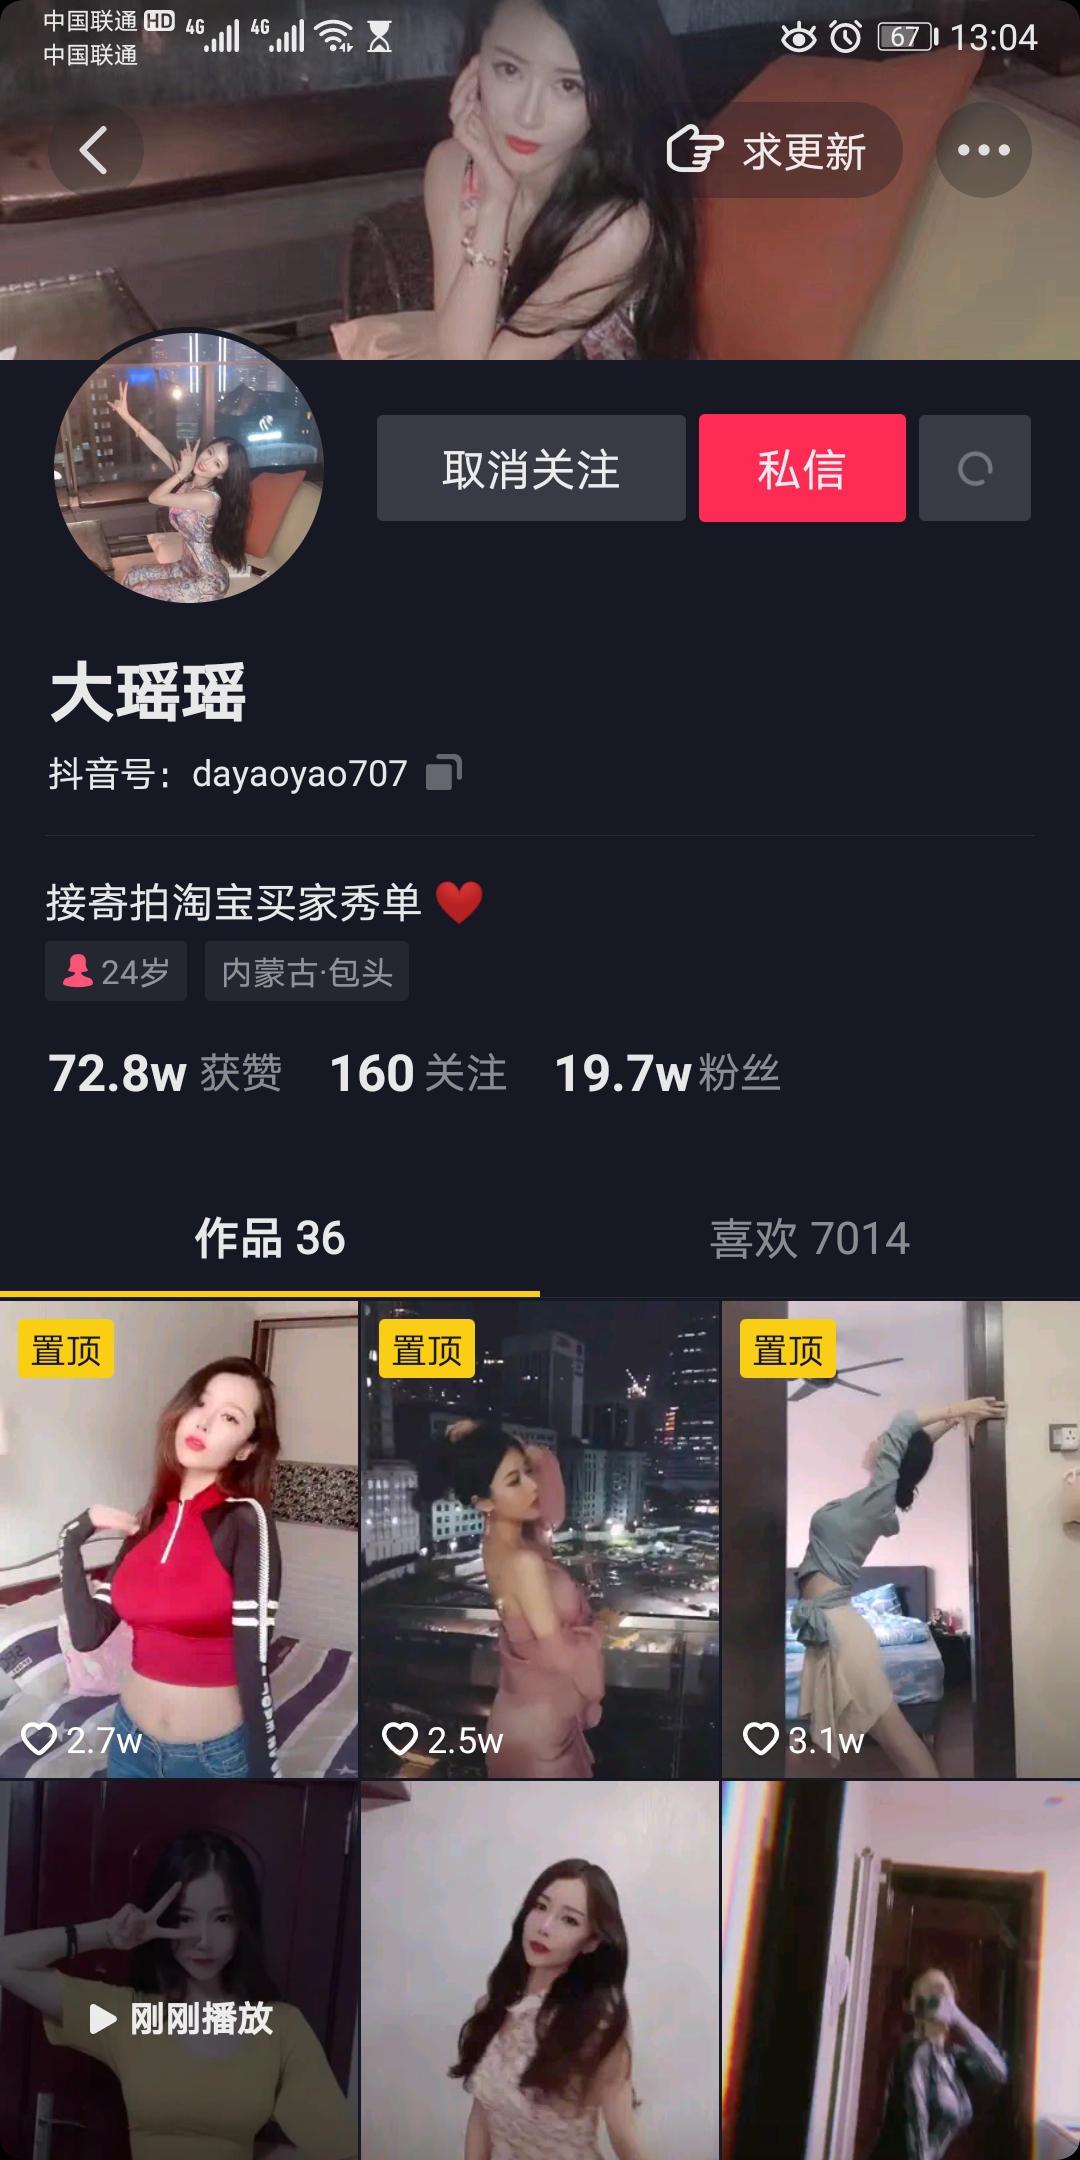 中国联通 HD 4G 4G 67 13:04
中国联通
求更新
取消关注 私信
大瑶瑶
抖音号：dayaoyao707
接寄拍淘宝买家秀单 ❤️
24岁 内蒙古·包头
72.8w 获赞 160 关注 19.7w 粉丝
作品 36 喜欢 7014
置顶 置顶 置顶
2.7w 2.5w 3.1w
刚刚播放